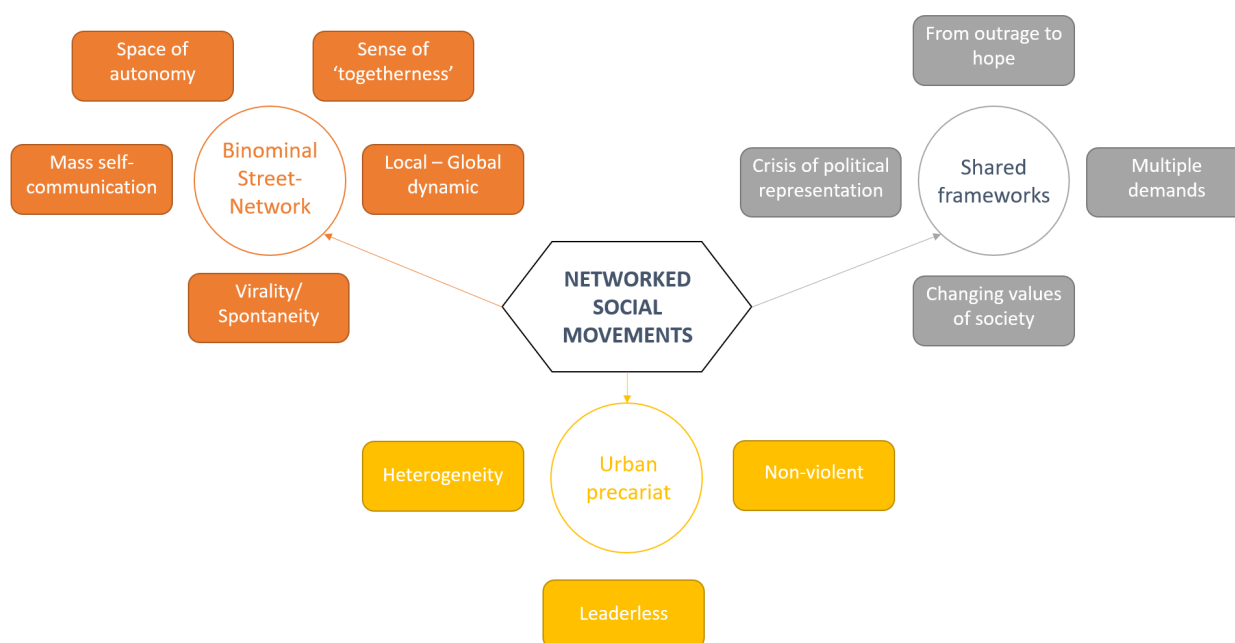 Space of
autonomy
Sense of
‘togetherness’
Mass self-
communication
Binominal
Street-
Network
Local – Global
dynamic
Virality/
Spontaneity
From outrage to
hope
Crisis of political
representation
Shared
frameworks
Multiple
demands
Changing values
of society
NETWORKED
SOCIAL
MOVEMENTS
Heterogeneity
Urban
precariat
Non-violent
Leaderless